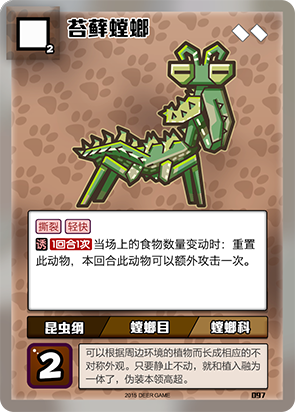 苔藓螳螂
2
撕裂 轻快
诱 1回合1次 当场上的食物数量变动时：重置
此动物，本回合此动物可以额外攻击一次。
昆虫纲 螳螂目 螳螂科
2
可以根据周边环境的植物而长成相应的不
对称外观。只要静止不动，就和植入融为
一体了，伪装本领高超。
2015 DEER GAME
097